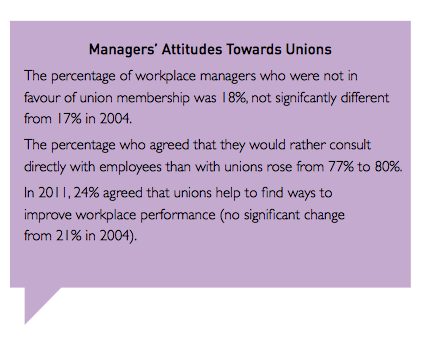 Managers’ Attitudes Towards Unions
The percentage of workplace managers who were not in
favour of union membership was 18%, not signifcantly different
from 17% in 2004.
The percentage who agreed that they would rather consult
directly with employees than with unions rose from 77% to 80%.
In 2011, 24% agreed that unions help to find ways to
improve workplace performance (no significant change
from 21% in 2004).